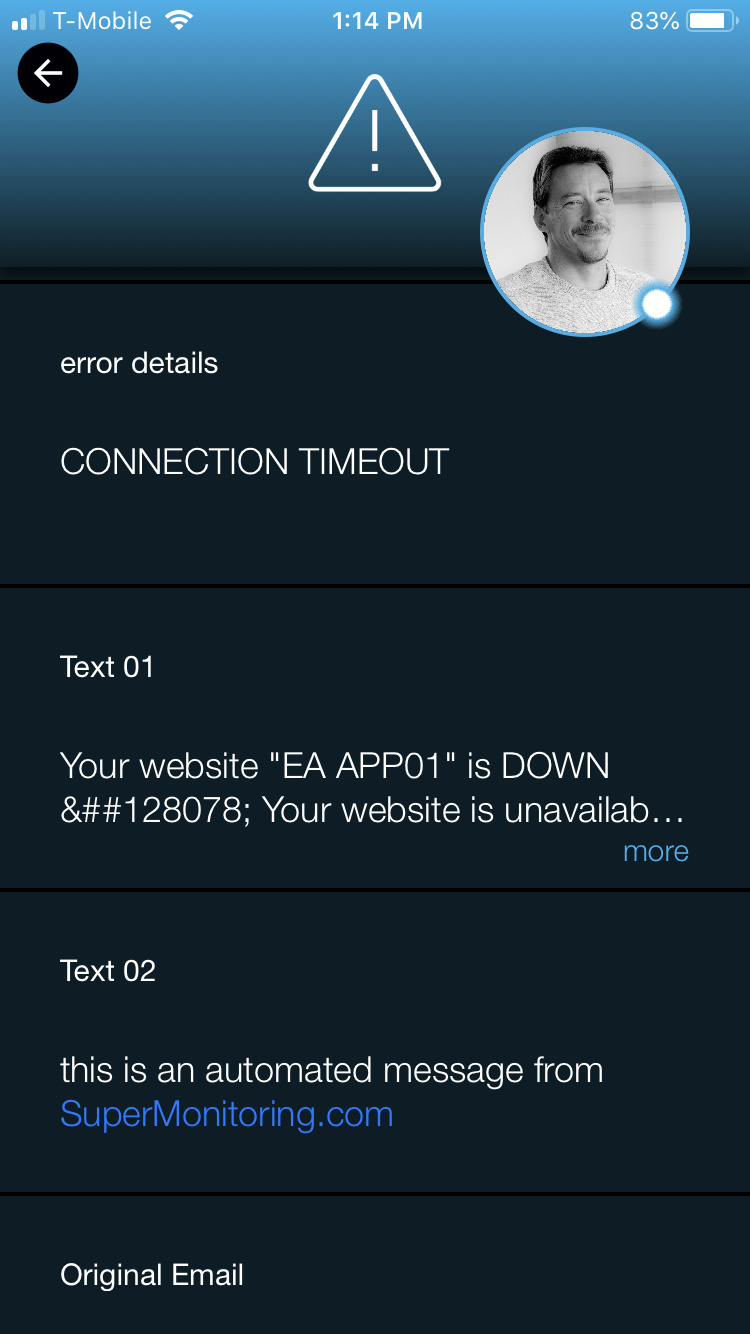 T-Mobile 1:14 PM 83%
error details
CONNECTION TIMEOUT
Text 01
Your website "EA APP01" is DOWN
&##128078; Your website is unavailab...
more
Text 02
this is an automated message from
SuperMonitoring.com
Original Email